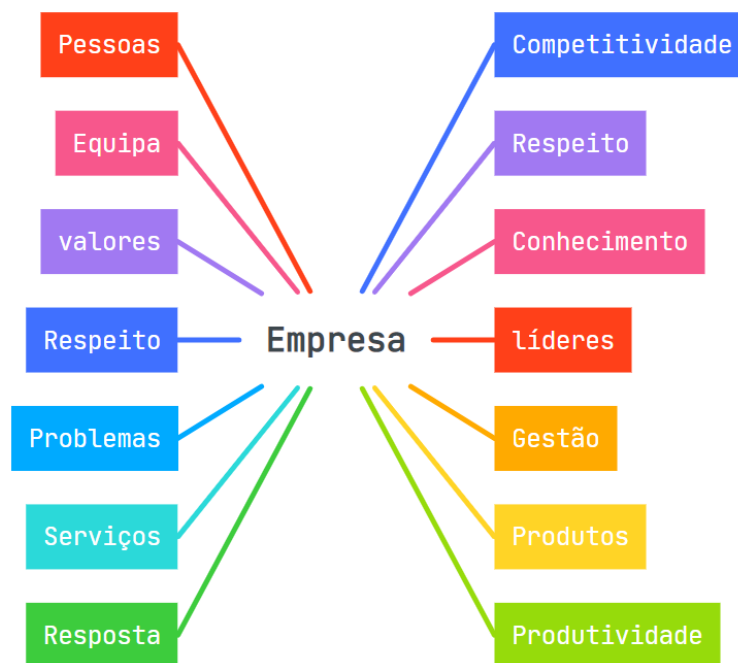 Pessoas
Equipa
valores
Respeito
Problemas
Serviços
Resposta
Empresa
Competitividade
Respeito
Conhecimento
líderes
Gestão
Produtos
Produtividade